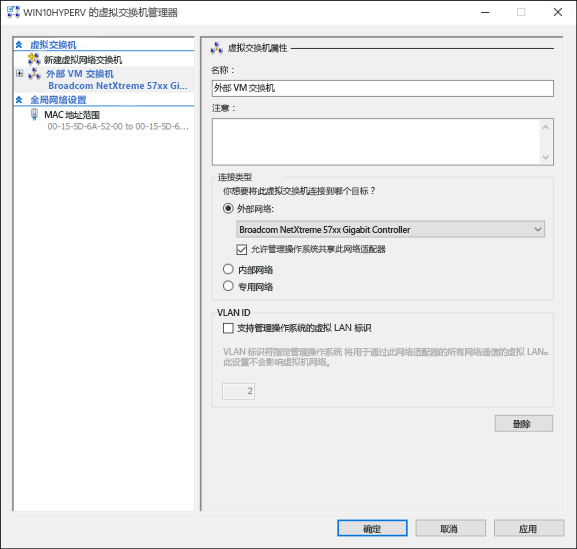 WIN10HYPERV 的虚拟交换机管理器
虚拟交换机
新建虚拟网络交换机
外部 VM 交换机
Broadcom NetXtreme 57xx Gi...
全局网络设置
MAC 地址范围
00-15-5D-6A-52-00 to 00-15-5D-6...
虚拟交换机属性
名称：
外部 VM 交换机
注意：
连接类型
你想要将此虚拟交换机连接到哪个目标？
外部网络:
Broadcom NetXtreme 57xx Gigabit Controller
允许管理操作系统共享此网络适配器
内部网络
专用网络
VLAN ID
支持管理操作系统的虚拟 LAN 标识
VLAN 标识符指定管理操作系统 将用于通过此网络适配器的所有网络通信的虚拟 LAN。
此设置不会影响虚拟机网络。
2
删除
确定
取消
应用